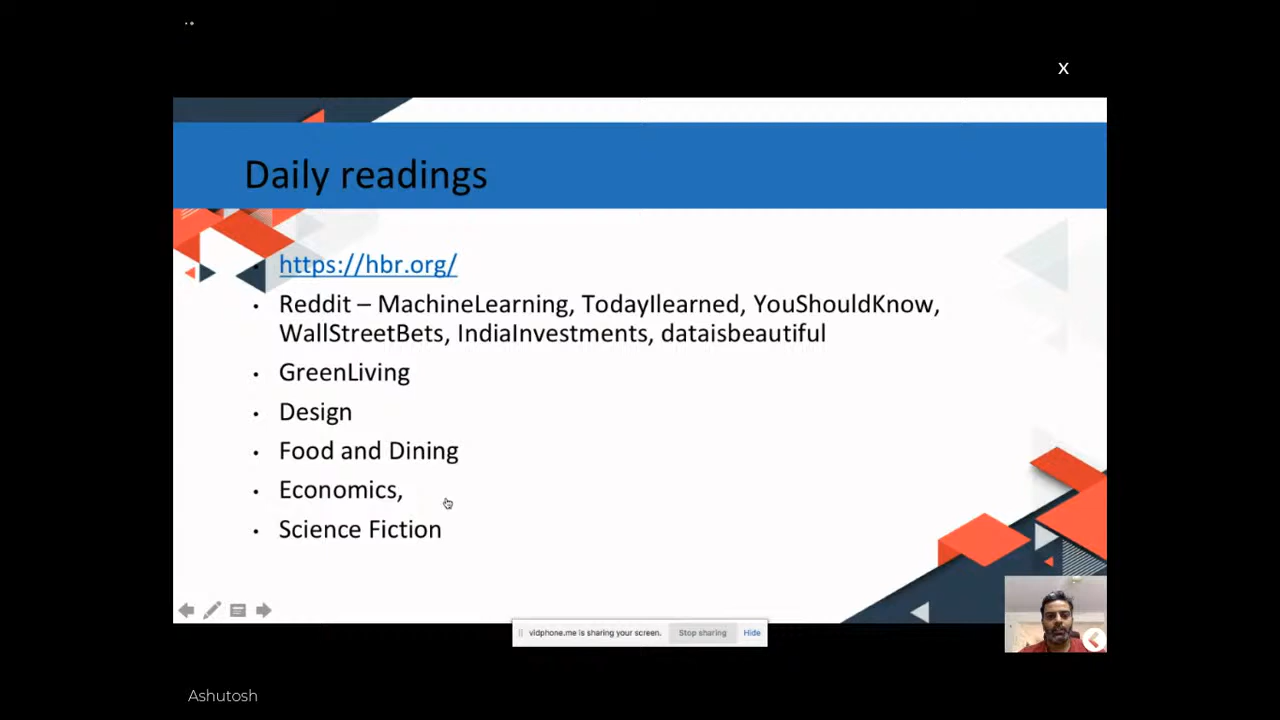 X
Daily readings
https://hbr.org/
Reddit – MachineLearning, TodayIlearned, YouShouldKnow,
WallStreetBets, IndiaInvestments, dataisbeautiful
GreenLiving
Design
Food and Dining
Economics,
Science Fiction
vidphone.me is sharing your screen. Stop sharing Hide
Ashutosh